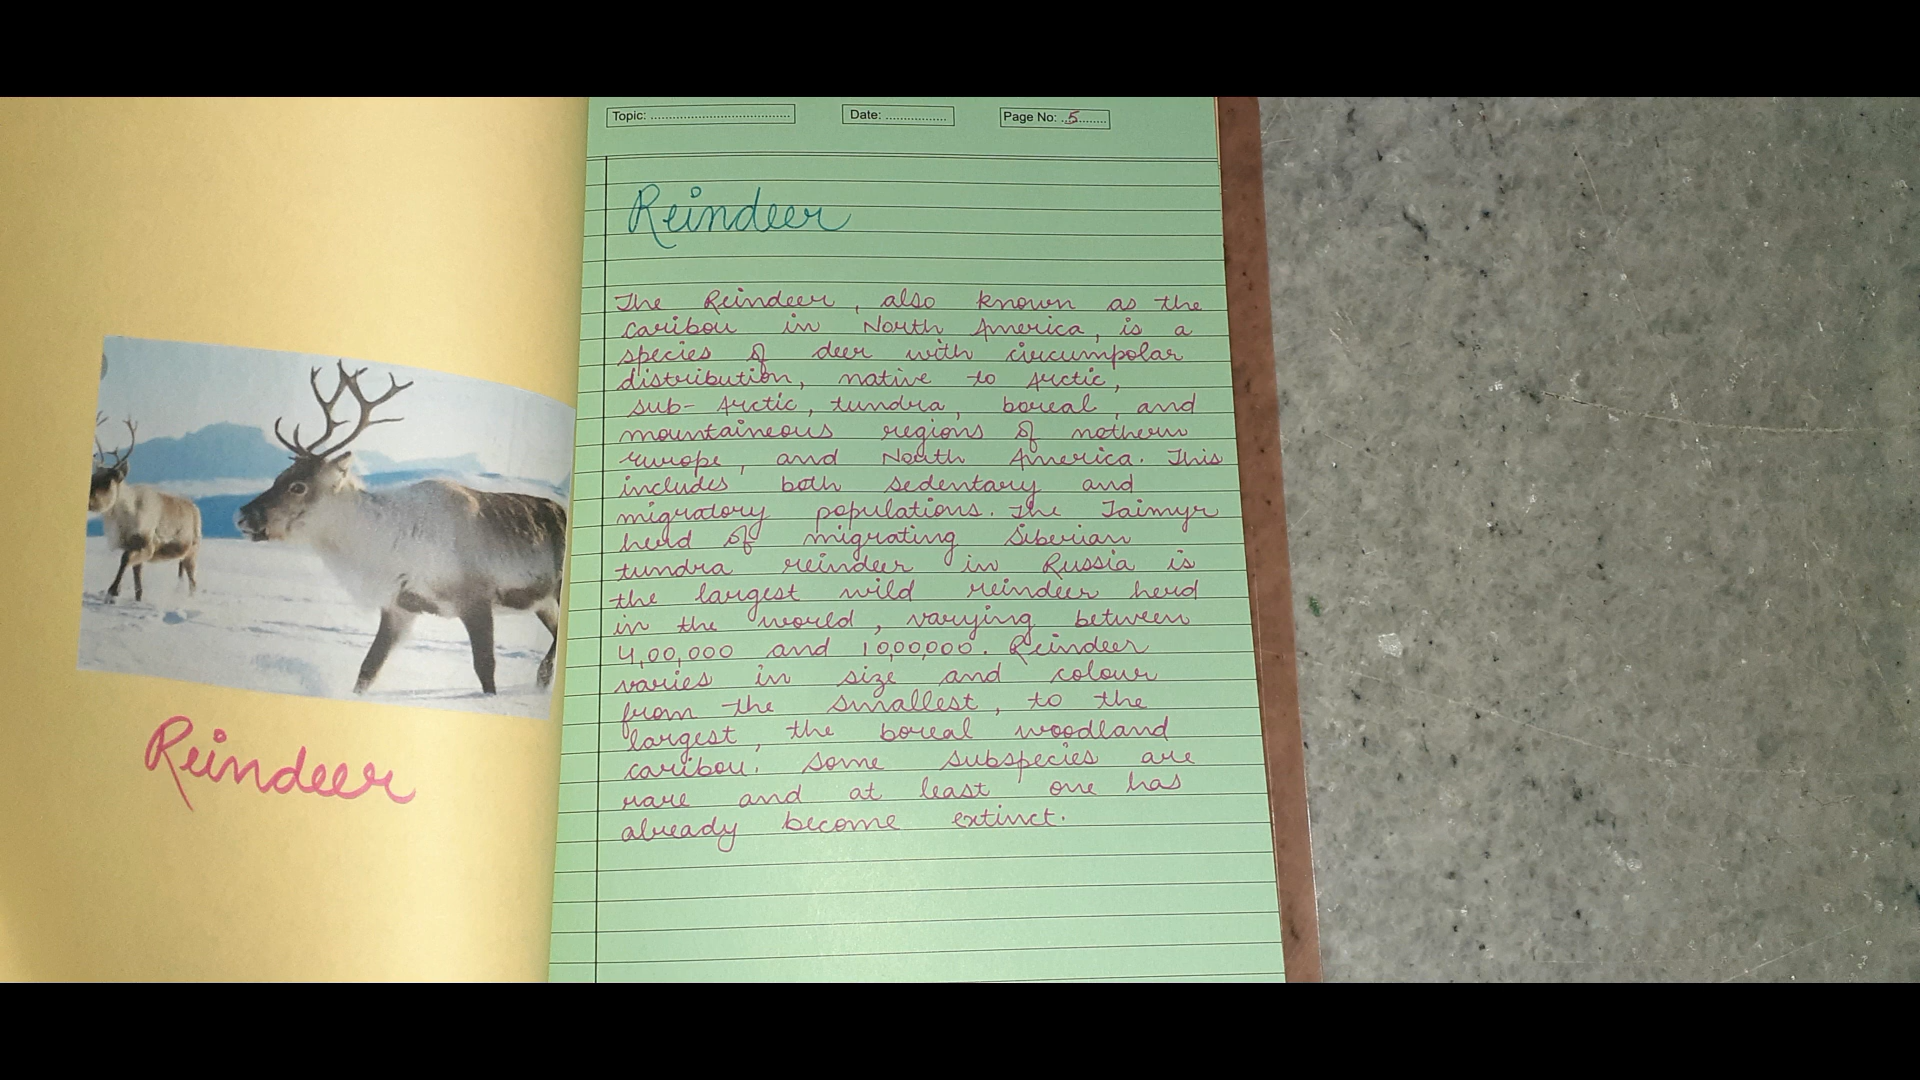 Topic: ........................................ Date: .................. Page No: ..5.........
Reindeer
The Reindeer, also known as the
caribou in North America, is a
species of deer with circumpolar
distribution, native to Arctic,
sub-Arctic, tundra, boreal, and
mountaineous regions of nothern
europe, and North America. This
includes both sedentary and
migratory populations. The Taimyr
herd of migrating Siberian
tundra reindeer in Russia is
the largest wild reindeer herd
in the world, varying between
4,00,000 and 10,00,000. Reindeer
varies in size and colour
from the smallest, to the
largest, the boreal woodland
caribou. Some subspecies are
rare and at least one has
already become extinct.
Reindeer